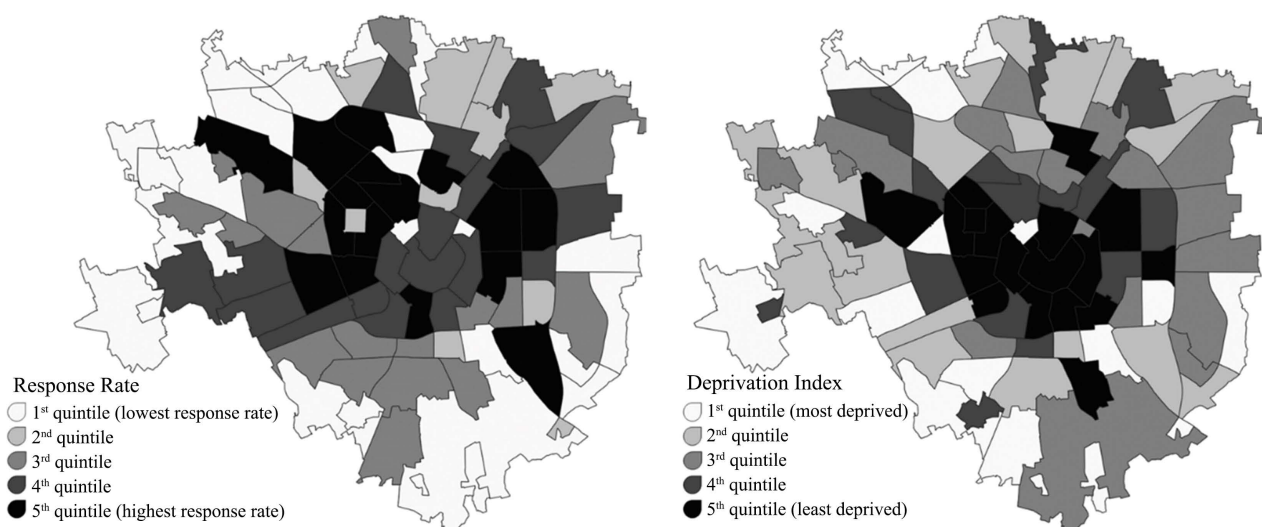 Response Rate
1st quintile (lowest response rate)
2nd quintile
3rd quintile
4th quintile
5th quintile (highest response rate)
Deprivation Index
1st quintile (most deprived)
2nd quintile
3rd quintile
4th quintile
5th quintile (least deprived)